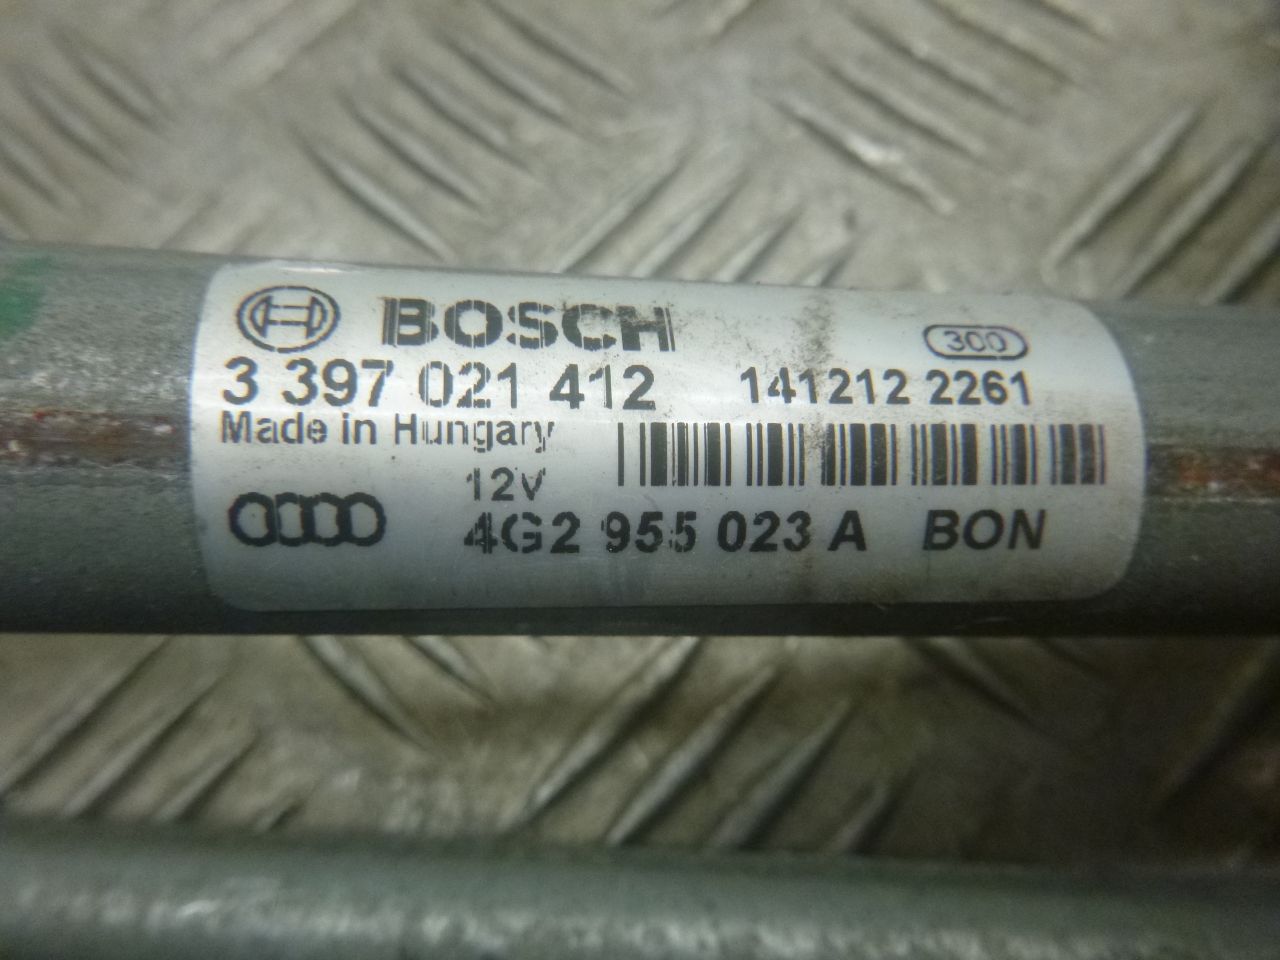 BOSCH
300
3 397 021 412 141212 2261
Made in Hungary
12V
4G2 955 023 A BON